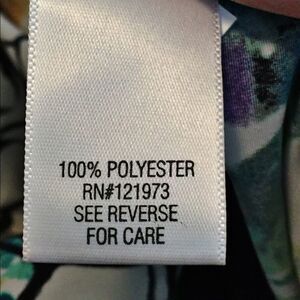 100% POLYESTER
RN#121973
SEE REVERSE
FOR CARE